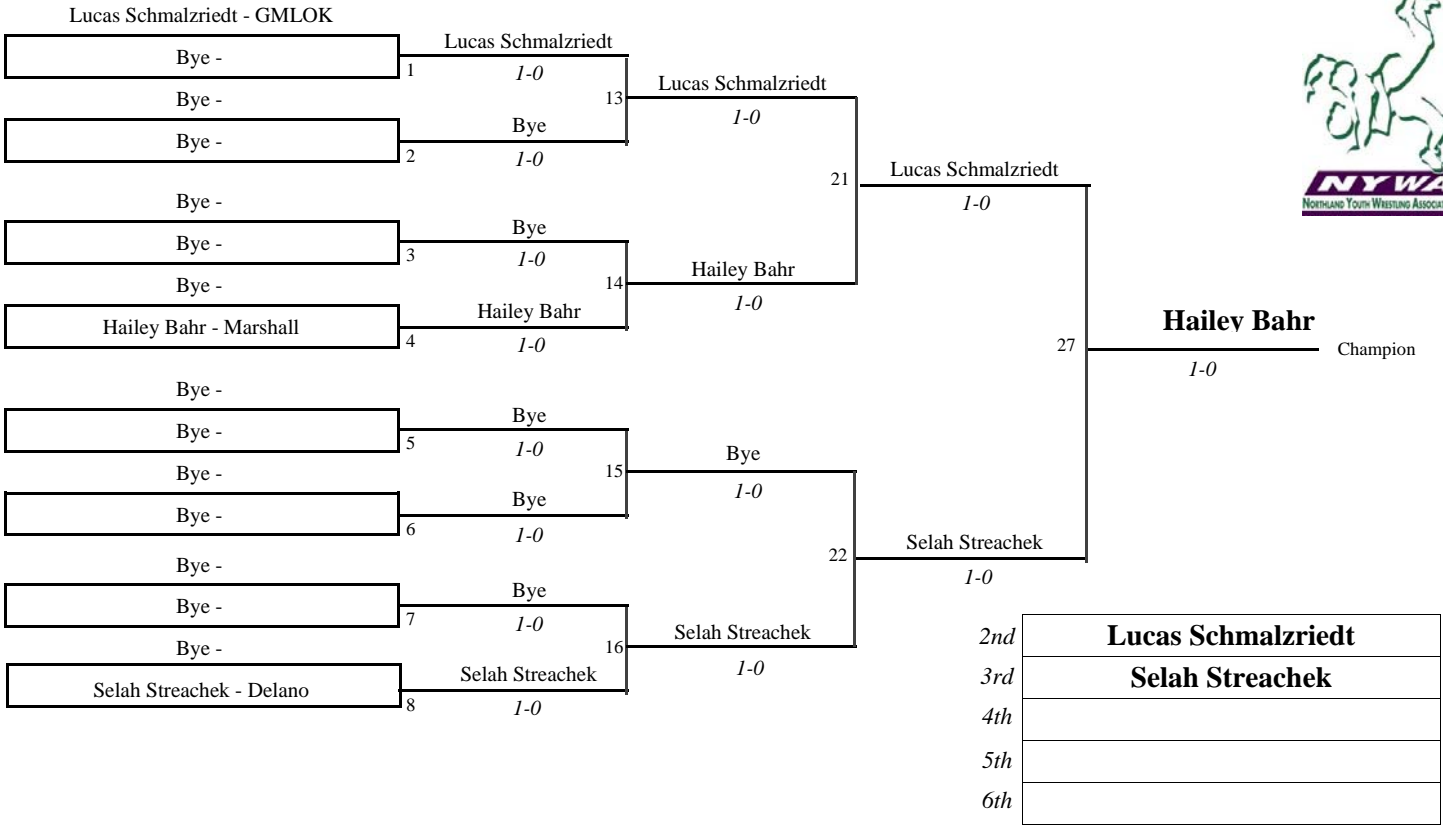 Lucas Schmalzriedt - GMLOK
Bye -
1
Bye -
Bye -
2
Bye -
Bye -
3
Bye -
Hailey Bahr - Marshall
4
Bye -
Bye -
5
Bye -
Bye -
6
Bye -
Bye -
7
Bye -
Selah Streachek - Delano
8
Lucas Schmalzriedt
1-0
13
Bye
1-0
Bye
1-0
14
Hailey Bahr
1-0
Bye
1-0
15
Bye
1-0
Bye
1-0
16
Selah Streachek
1-0
Lucas Schmalzriedt
1-0
21
Hailey Bahr
1-0
Bye
1-0
22
Selah Streachek
1-0
Lucas Schmalzriedt
1-0
27
Selah Streachek
1-0
Hailey Bahr
Champion
1-0
NYWA
NORTHLAND YOUTH WRESTLING
2nd Lucas Schmalzriedt
3rd Selah Streachek
4th
5th
6th